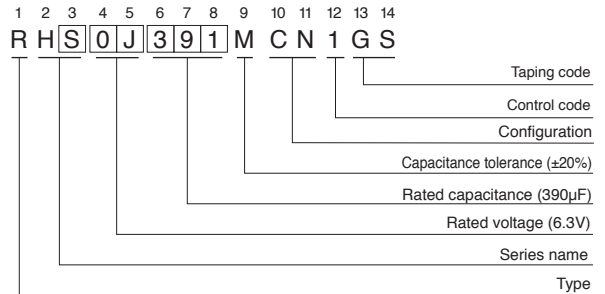 1 2 3 4 5 6 7 8 9 10 11 12 13 14
R H S 0 J 3 9 1 M C N 1 G S
Taping code
Control code
Configuration
Capacitance tolerance (±20%)
Rated capacitance (390µF)
Rated voltage (6.3V)
Series name
Type